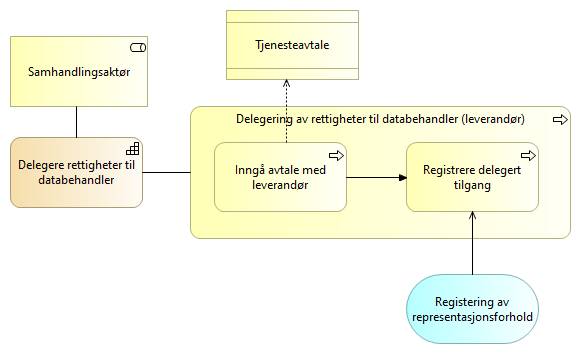 Tjenesteavtale
Samhandlingsaktør
Delegering av rettigheter til databehandler (leverandør)
Delegere rettigheter til
databehandler
Inngå avtale med
leverandør
Registrere delegert
tilgang
Registering av
representasjonsforhold